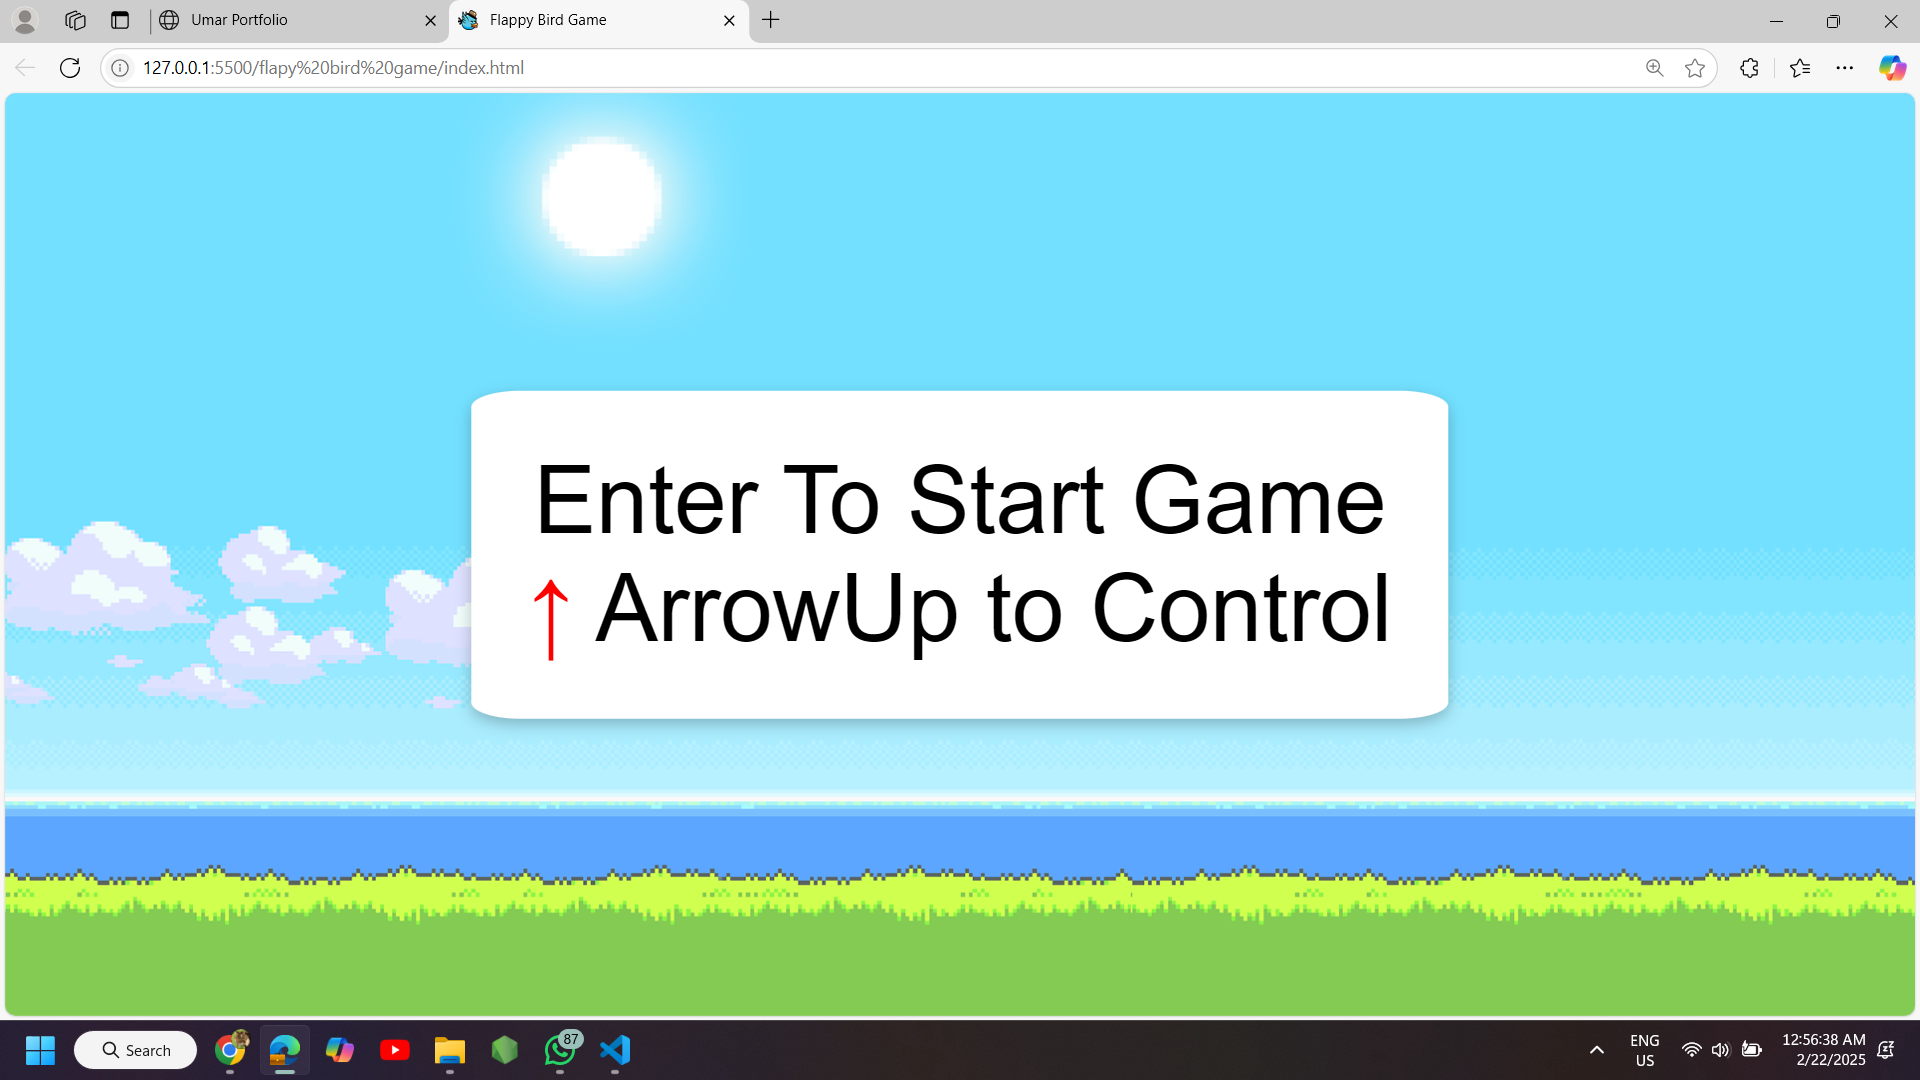 Umar Portfolio
Flappy Bird Game
127.0.0.1:5500/flapy%20bird%20game/index.html
Enter To Start Game
↑ ArrowUp to Control
Search
87
ENG
US
12:56:38 AM
2/22/2025